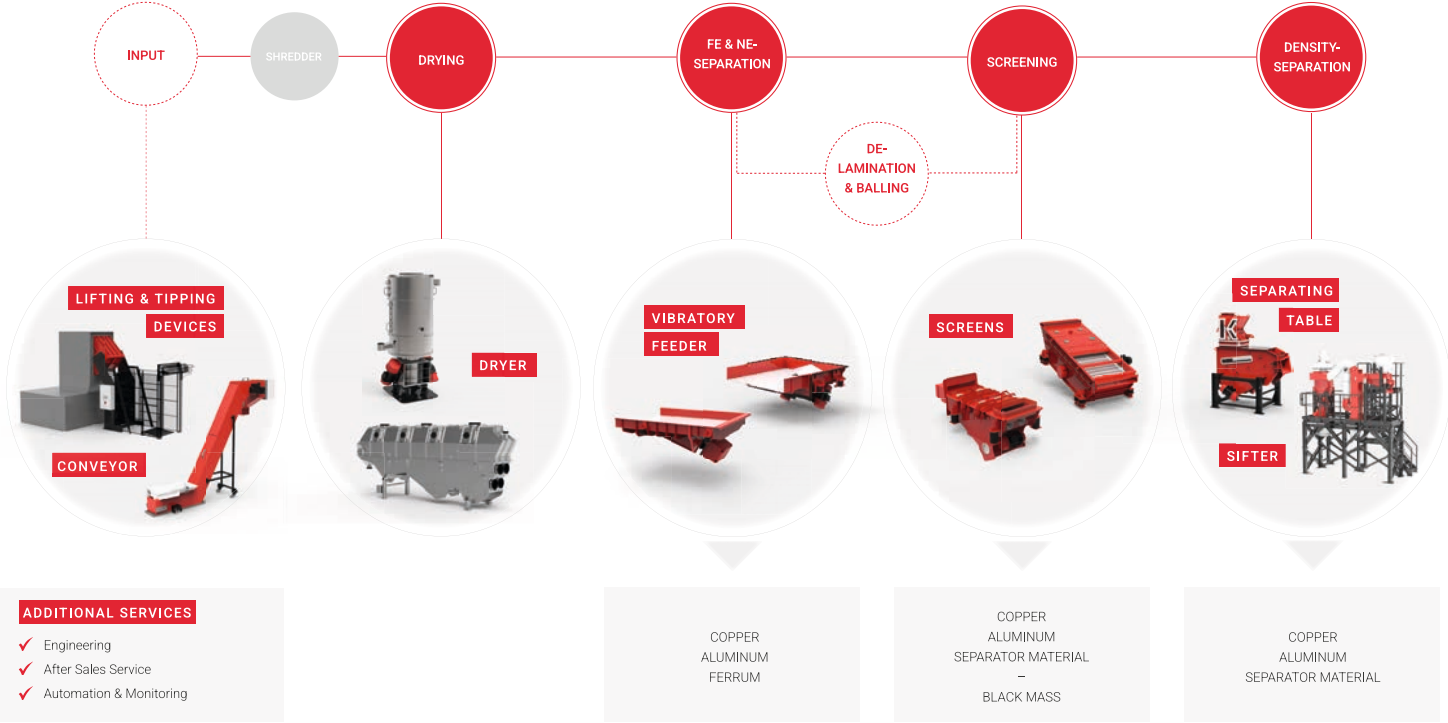 INPUT
SHREDDER
DRYING
FE & NE-
SEPARATION
SCREENING
DENSITY-
SEPARATION
DE-
LAMINATION
& BALLING
LIFTING & TIPPING
DEVICES
CONVEYOR
DRYER
VIBRATORY
FEEDER
SCREENS
SEPARATING
TABLE
K
SIFTER
ADDITIONAL SERVICES
Engineering
After Sales Service
Automation & Monitoring
COPPER
ALUMINUM
FERRUM
COPPER
ALUMINUM
SEPARATOR MATERIAL
–
BLACK MASS
COPPER
ALUMINUM
SEPARATOR MATERIAL